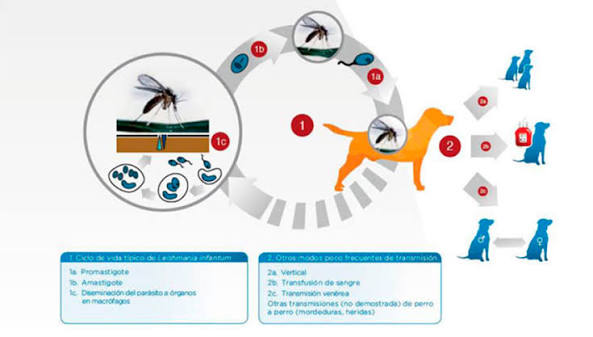 1b
1a
1
1c
2
2a
2b
2c
1. Ciclo de vida típico de Leishmania infantum
1a. Promastigote
1b. Amastigote
1c. Diseminación del parásito a órganos
en macrófagos
2. Otros modos poco frecuentes de transmisión
2a. Vertical
2b. Transfusión de sangre
2c. Transmisión venérea
Otras transmisiones (no demostrada) de perro
a perro (mordeduras, heridas)